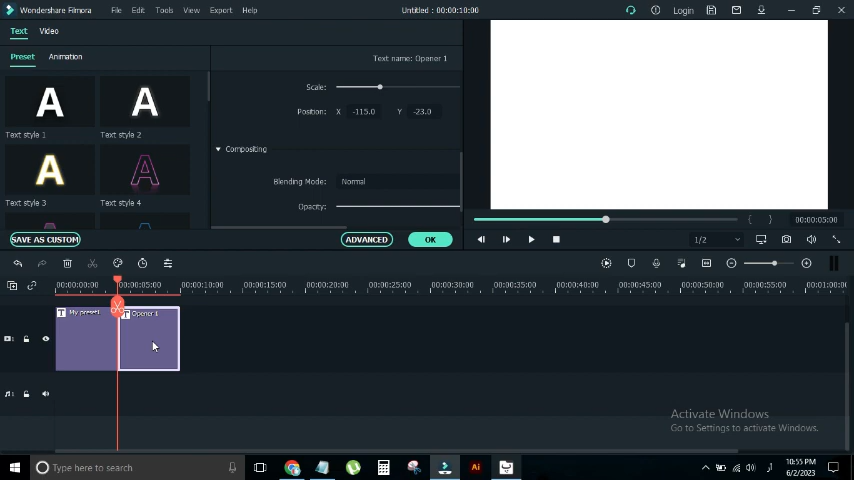 Wondershare Filmora File Edit Tools View Export Help Untitled : 00:00:10:00 Login
Text Video
Preset Animation Text name: Opener 1
Scale:
Position: X -115.0 Y -23.0
Text style 1 Text style 2
Compositing
Blending Mode: Normal
Text style 3 Text style 4
Opacity:
00:00:05:00
SAVE AS CUSTOM ADVANCED OK 1/2
00:00:00:00 00:00:05:00 00:00:10:00 00:00:15:00 00:00:20:00 00:00:25:00 00:00:30:00 00:00:35:00 00:00:40:00 00:00:45:00 00:00:50:00 00:00:55:00 00:01:00:0
My preset1 Opener 1
Activate Windows
Go to Settings to activate Windows.
Type here to search
10:55 PM
6/2/2023